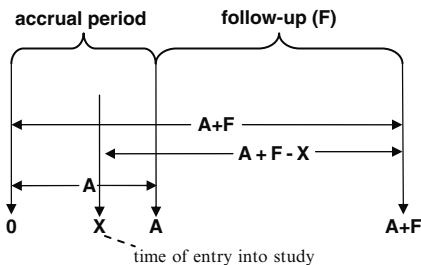 accrual period follow-up (F)
A+F
A + F - X
A
0 X A A+F
time of entry into study